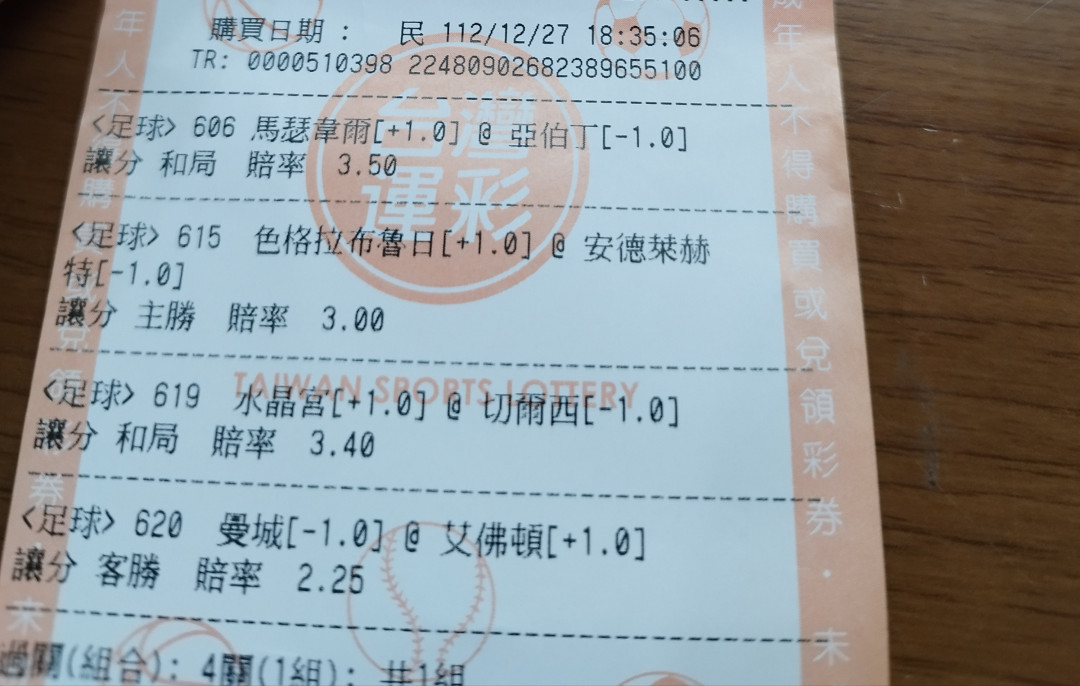 購買日期： 民 112/12/27 18:35:06
TR: 0000510398 22480902682389655100
<足球> 606 馬瑟韋爾[+1.0] @ 亞伯丁[-1.0]
讓分 和局 賠率 3.50
<足球> 615 色格拉布魯日[+1.0] @ 安德萊赫
特[-1.0]
讓分 主勝 賠率 3.00
<足球> 619 水晶宮[+1.0] @ 切爾西[-1.0]
讓分 和局 賠率 3.40
<足球> 620 曼城[-1.0] @ 艾佛頓[+1.0]
讓分 客勝 賠率 2.25
過關(組合): 4關(1組): 共1組
台灣
運彩
TAIWAN SPORTS LOTTERY
成年人不得購買或兌領彩券．未